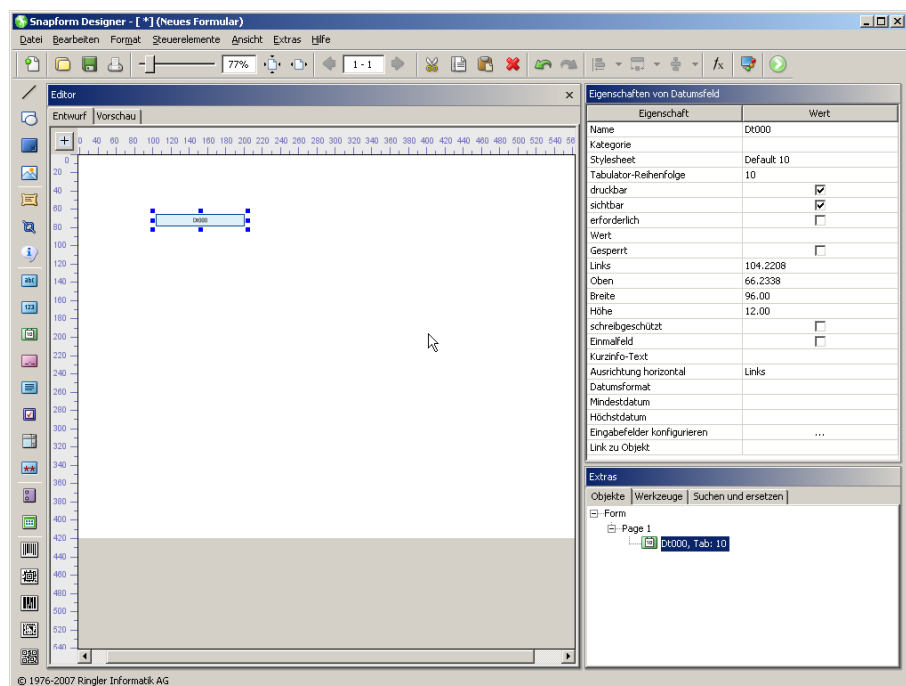 Snapform Designer - [ *] (Neues Formular)
Datei Bearbeiten Format Steuerelemente Ansicht Extras Hilfe
77% 1 - 1 fx
Editor
Entwurf Vorschau
0 40 60 80 100 120 140 160 180 200 220 240 260 280 300 320 340 360 380 400 420 440 460 480 500 520 540 56
0
20
40
60
80
100
120
140
160
180
200
220
240
260
280
300
320
340
360
380
400
420
440
460
480
500
520
540
Dt000
Eigenschaften von Datumsfeld
Eigenschaft Wert
Name Dt000
Kategorie
Stylesheet Default 10
Tabulator-Reihenfolge 10
druckbar
sichtbar
erforderlich
Wert
Gesperrt
Links 104.2208
Oben 66.2338
Breite 96.00
Höhe 12.00
schreibgeschützt
Einmalfeld
Kurzinfo-Text
Ausrichtung horizontal Links
Datumsformat
Mindestdatum
Höchstdatum
Eingabefelder konfigurieren ...
Link zu Objekt
Extras
Objekte Werkzeuge Suchen und ersetzen
Form
Page 1
Dt000, Tab: 10
© 1976-2007 Ringler Informatik AG